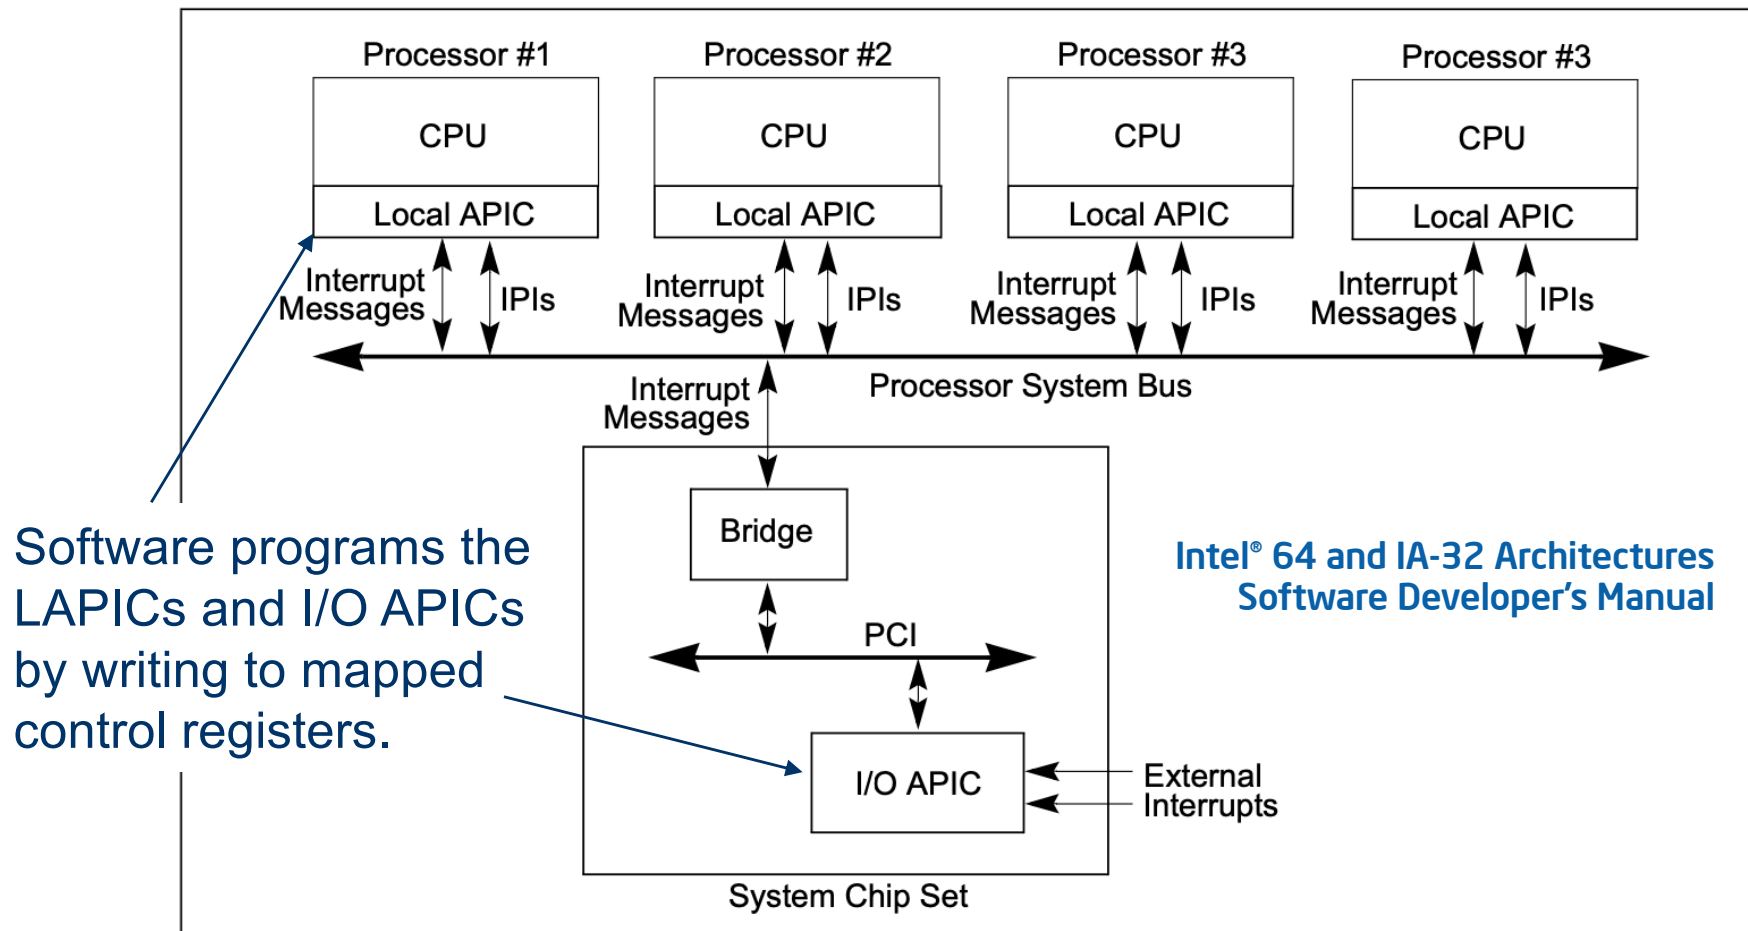 Processor #1
Processor #2
Processor #3
Processor #3
CPU
CPU
CPU
CPU
Local APIC
Local APIC
Local APIC
Local APIC
Interrupt
Messages
IPIs
Interrupt
Messages
IPIs
Interrupt
Messages
IPIs
Interrupt
Messages
IPIs
Processor System Bus
Interrupt
Messages
Bridge
PCI
I/O APIC
External
Interrupts
System Chip Set
Software programs the
LAPICs and I/O APICs
by writing to mapped
control registers.
Intel® 64 and IA-32 Architectures
Software Developer's Manual